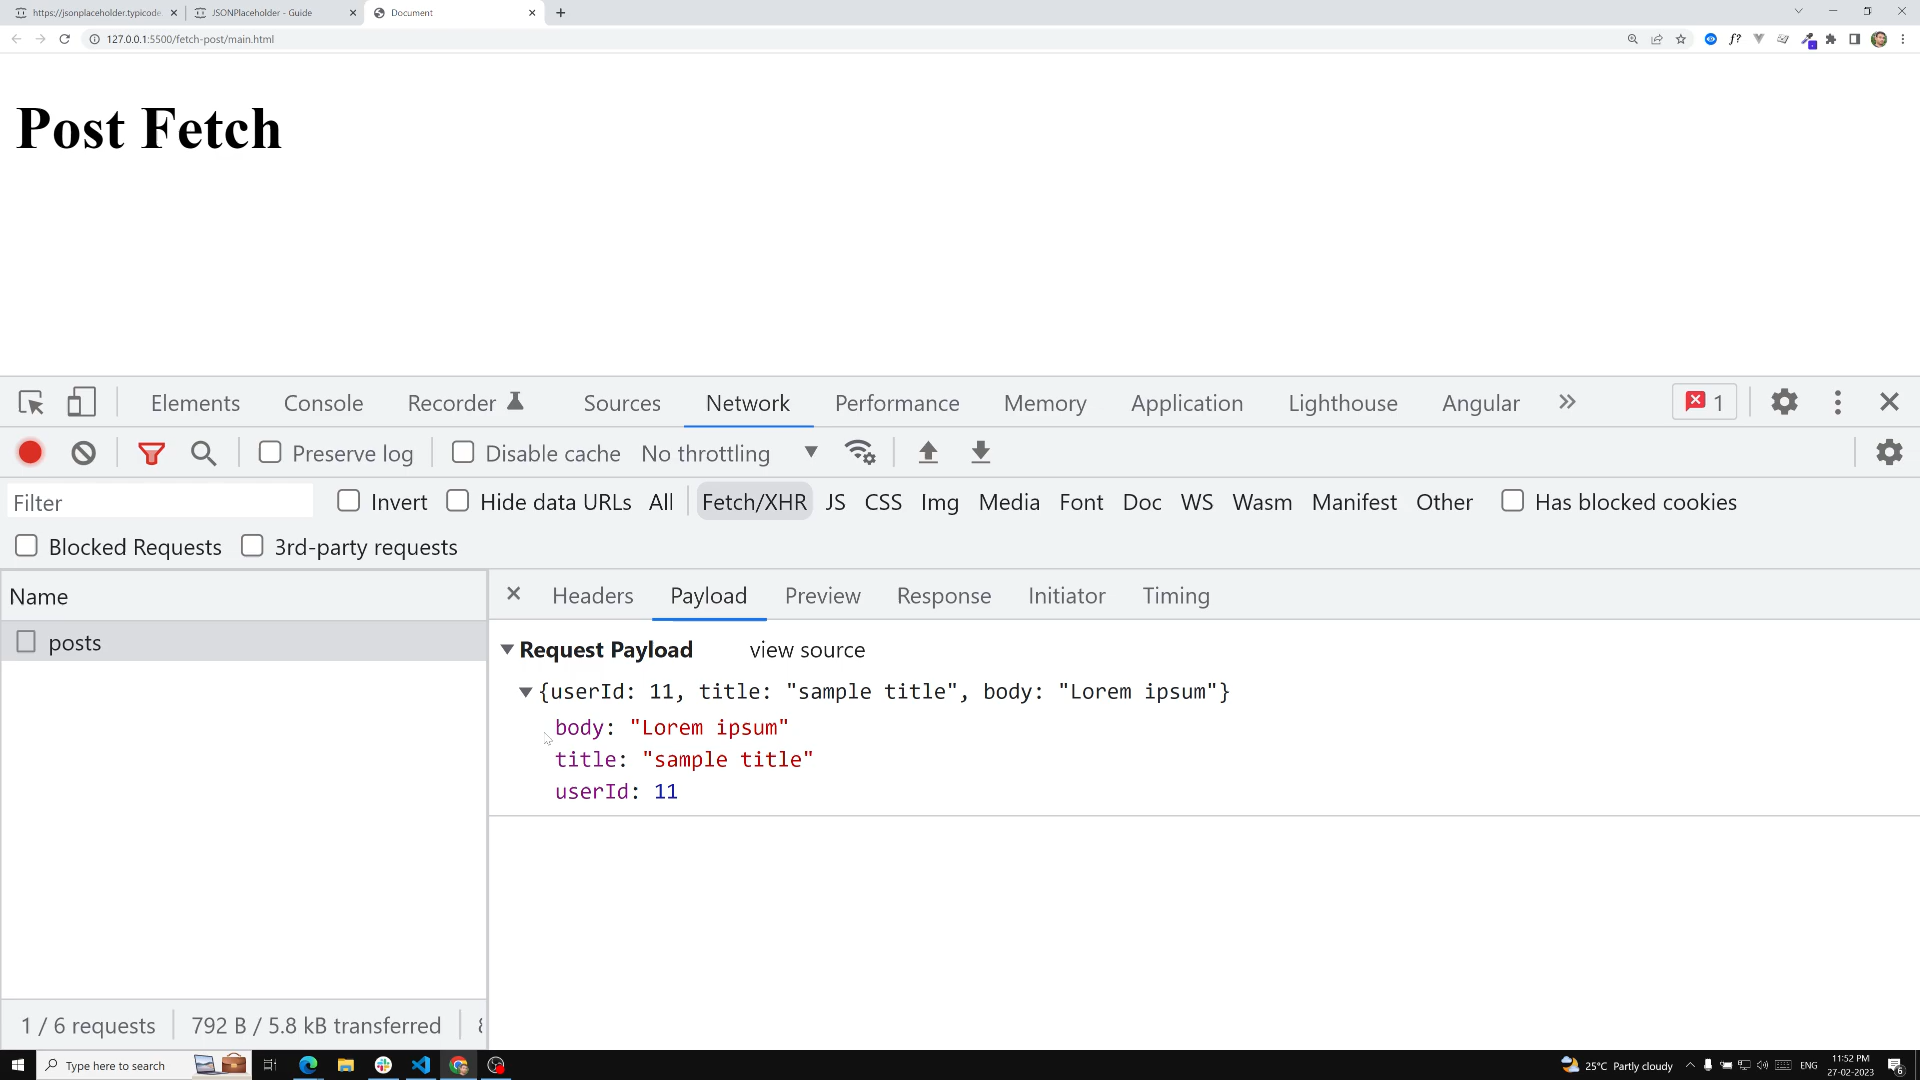 https://jsonplaceholder.typicode. JSONPlaceholder - Guide Document
127.0.0.1:5500/fetch-post/main.html
Post Fetch
Elements Console Recorder Sources Network Performance Memory Application Lighthouse Angular 1
Preserve log Disable cache No throttling
Filter Invert Hide data URLs All Fetch/XHR JS CSS Img Media Font Doc WS Wasm Manifest Other Has blocked cookies
Blocked Requests 3rd-party requests
Name Headers Payload Preview Response Initiator Timing
posts
Request Payload view source
{userId: 11, title: "sample title", body: "Lorem ipsum"}
body: "Lorem ipsum"
title: "sample title"
userId: 11
1 / 6 requests 792 B / 5.8 kB transferred
Type here to search 25°C Partly cloudy ENG 11:52 PM
27-02-2023 6